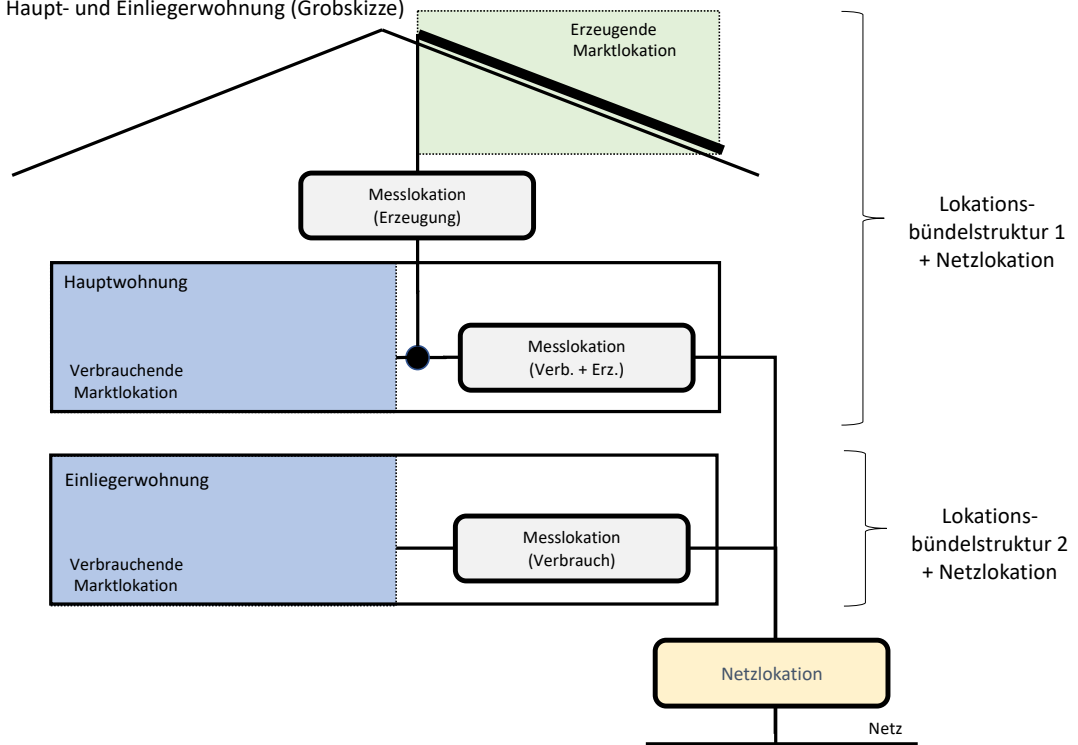 Haupt- und Einliegerwohnung (Grobskizze)
Erzeugende
Marktlokation
Messlokation
(Erzeugung)
Lokations-
bündelstruktur 1
+ Netzlokation
Hauptwohnung
Messlokation
(Verb. + Erz.)
Verbrauchende
Marktlokation
Einliegerwohnung
Messlokation
(Verbrauch)
Verbrauchende
Marktlokation
Lokations-
bündelstruktur 2
+ Netzlokation
Netzlokation
Netz